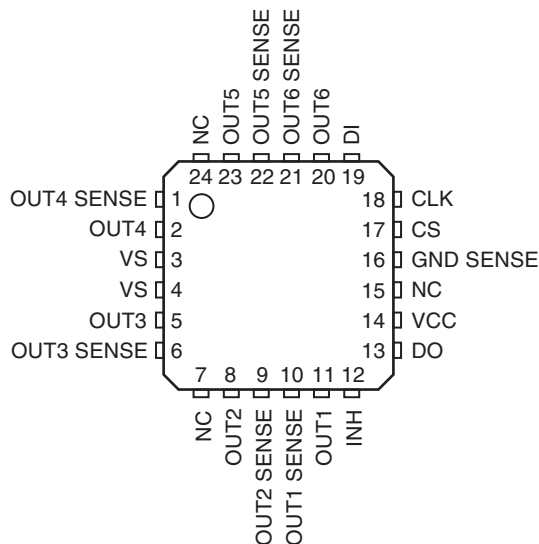 OUT5 SENSE
OUT6 SENSE
NC
OUT5
OUT6
DI
24 23 22 21 20 19
OUT4 SENSE 1
OUT4 2
VS 3
VS 4
OUT3 5
OUT3 SENSE 6
18 CLK
17 CS
16 GND SENSE
15 NC
14 VCC
13 DO
7 8 9 10 11 12
NC
OUT2
OUT2 SENSE
OUT1 SENSE
OUT1
INH